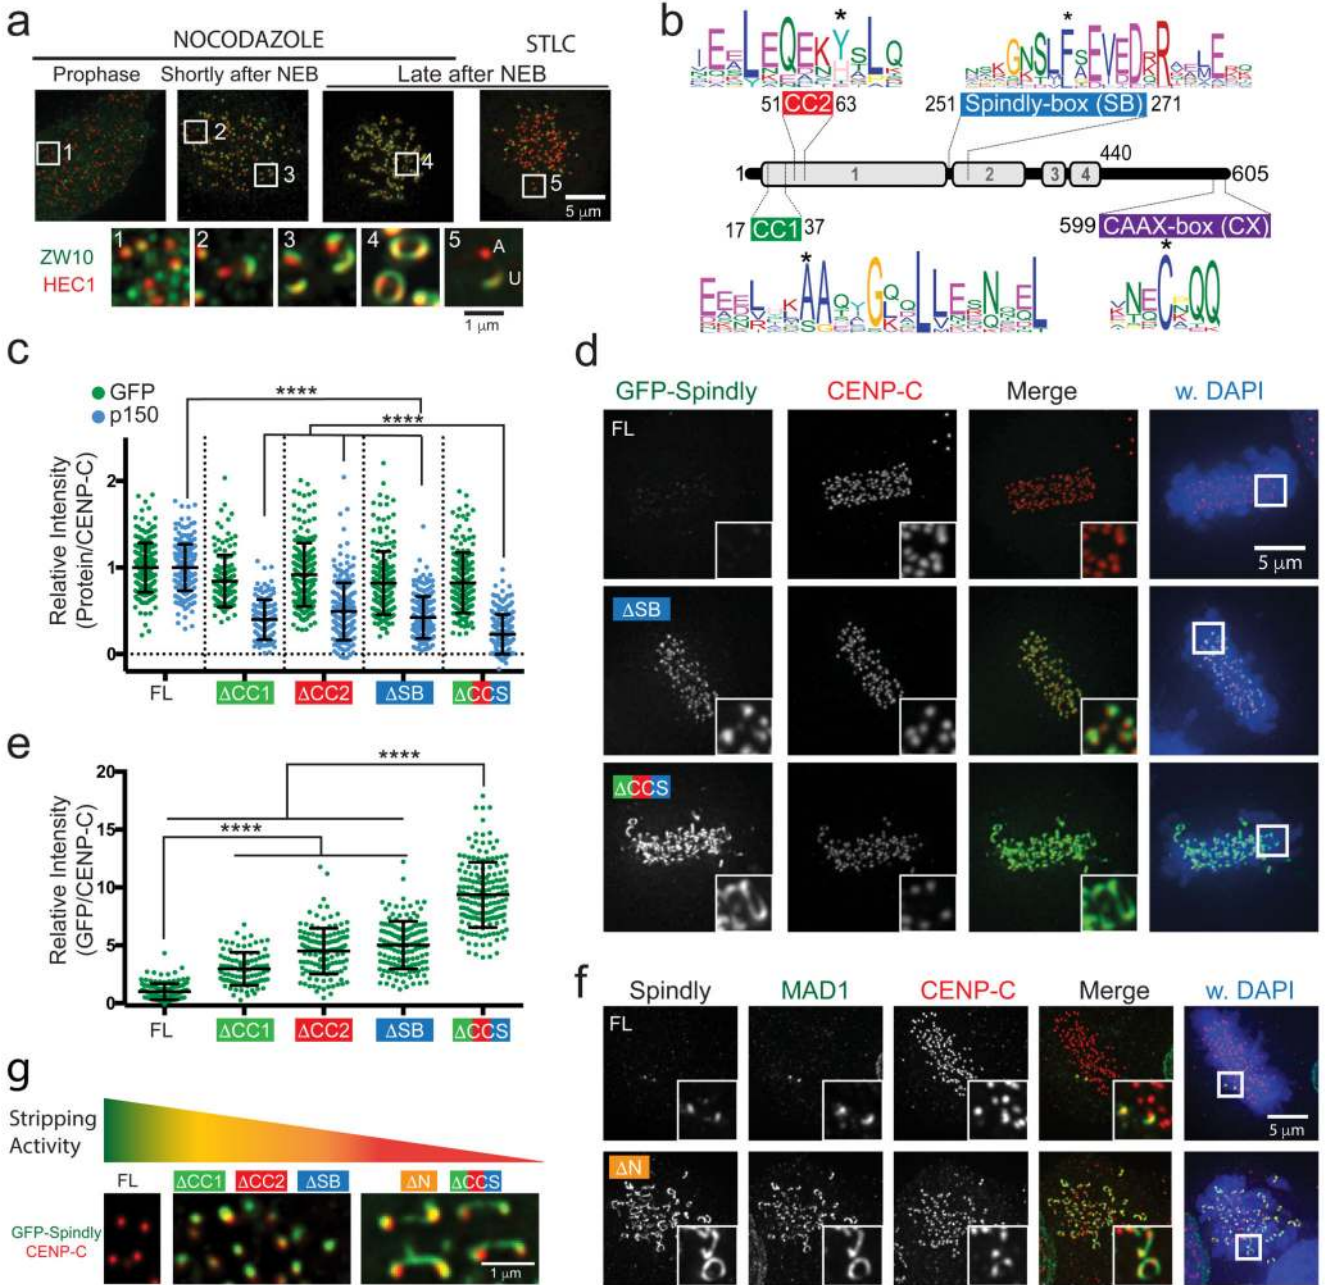 a
NOCODAZOLE
STLC
Prophase
Shortly after NEB
Late after NEB
1
2
3
4
5
5 μm
ZW10
HEC1
1
2
3
4
5
A
U
1 μm
b
*
*
51 CC2 63
251 Spindly-box (SB) 271
1
1
2
3
4
440
605
17 CC1 37
599 CAAX-box (CX)
*
*
c
GFP
p150
****
****
Relative Intensity
(Protein/CENP-C)
2
1
0
FL
ΔCC1
ΔCC2
ΔSB
ΔCCS
d
GFP-Spindly
CENP-C
Merge
w. DAPI
FL
5 μm
ΔSB
ΔCCS
e
Relative Intensity
(GFP/CENP-C)
20
15
10
5
0
****
****
FL
ΔCC1
ΔCC2
ΔSB
ΔCCS
f
Spindly
MAD1
CENP-C
Merge
w. DAPI
FL
5 μm
ΔN
g
Stripping
Activity
FL
ΔCC1
ΔCC2
ΔSB
ΔN
ΔCCS
GFP-Spindly
CENP-C
1 μm